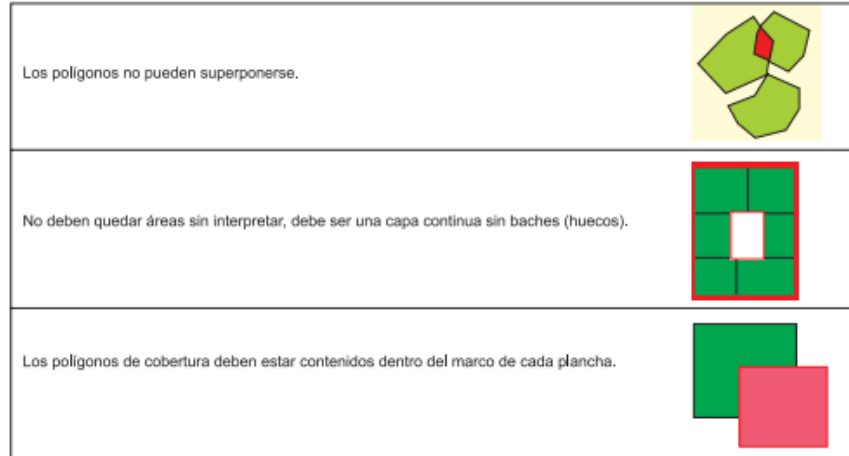 Los polígonos no pueden superponerse.
No deben quedar áreas sin interpretar, debe ser una capa continua sin baches (huecos).
Los polígonos de cobertura deben estar contenidos dentro del marco de cada plancha.